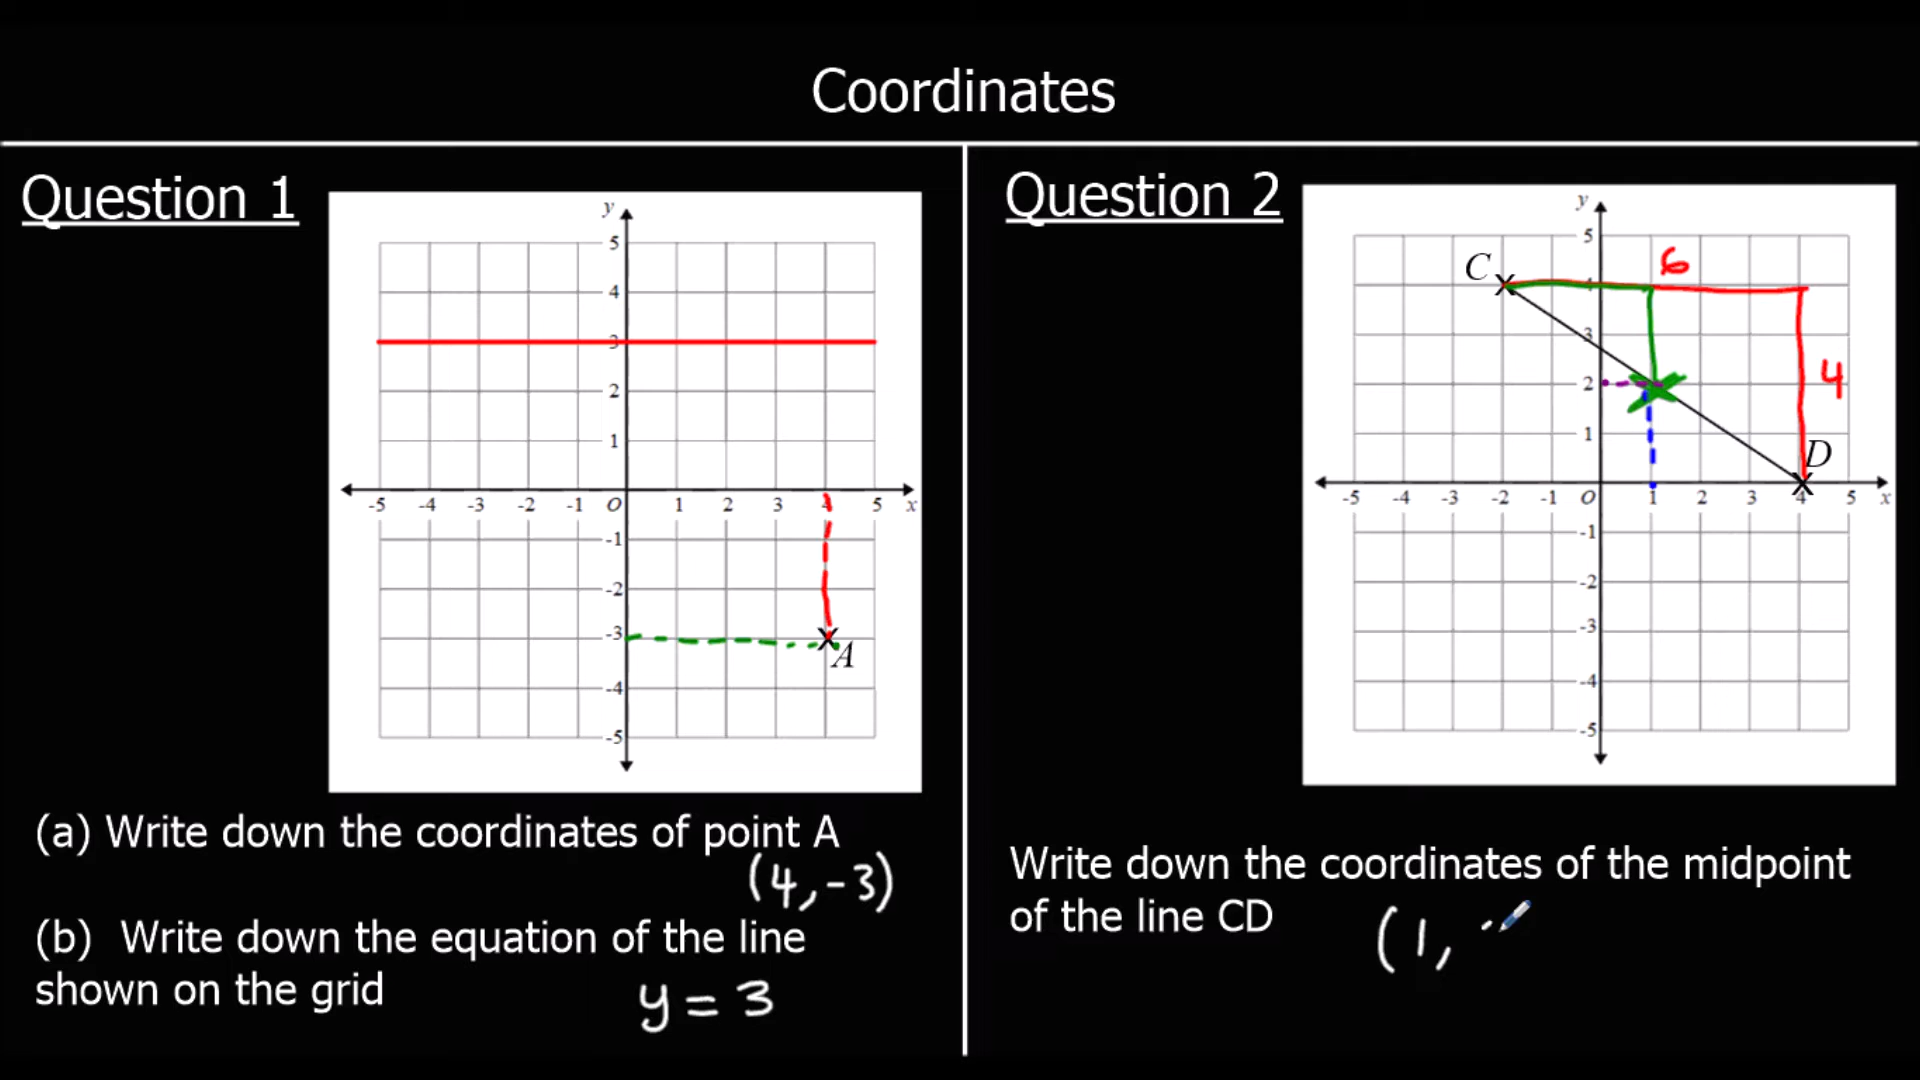 Coordinates
Question 1
y
5
4
3
2
1
-5 -4 -3 -2 -1 O 1 2 3 4 5 x
-1
-2
-3
A
-4
-5
(a) Write down the coordinates of point A
(4, -3)
(b) Write down the equation of the line
shown on the grid
y = 3
Question 2
y
5
C
6
4
3
2
4
1
D
-5 -4 -3 -2 -1 O 1 2 3 4 5 x
-1
-2
-3
-4
-5
Write down the coordinates of the midpoint
of the line CD
(1,